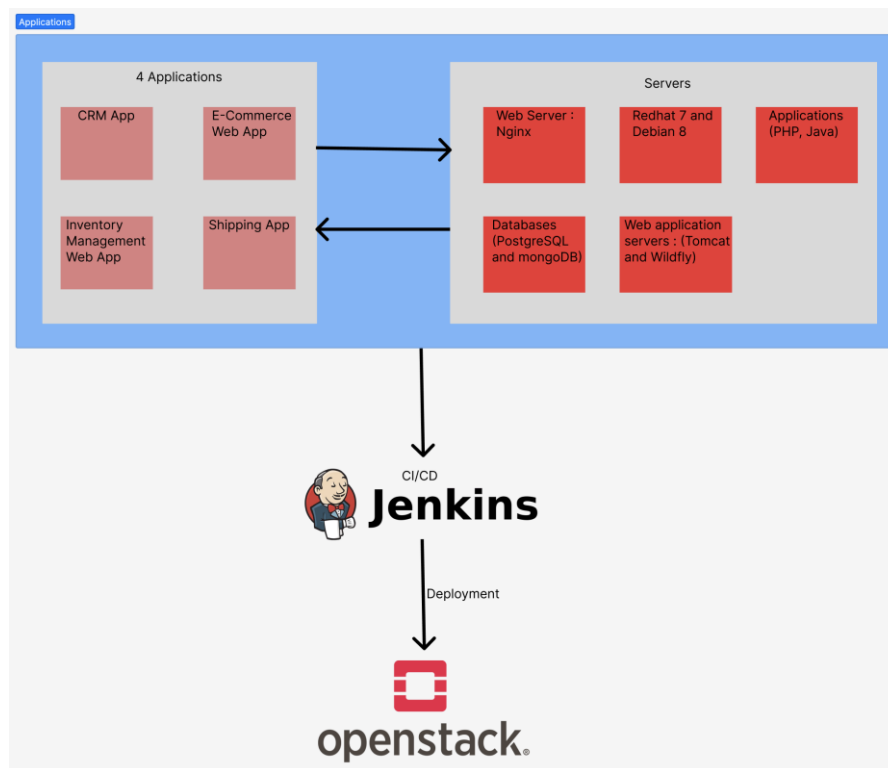 Applications
4 Applications
CRM App
E-Commerce
Web App
Inventory
Management
Web App
Shipping App
Servers
Web Server :
Nginx
Redhat 7 and
Debian 8
Applications
(PHP, Java)
Databases
(PostgreSQL
and mongoDB)
Web application
servers : (Tomcat
and Wildfly)
CI/CD
Jenkins
Deployment
openstack®